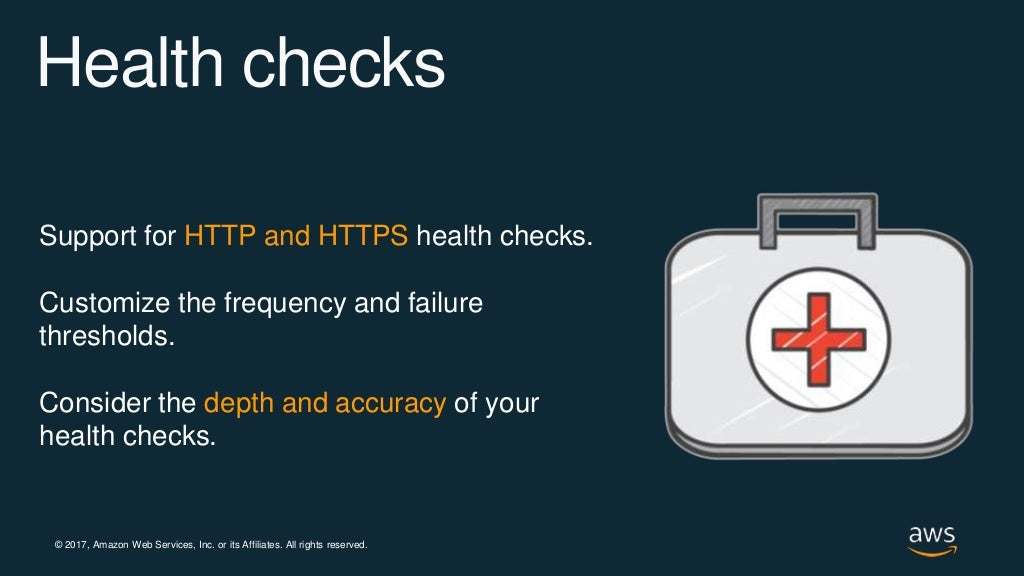 Health checks
Support for HTTP and HTTPS health checks.
Customize the frequency and failure
thresholds.
Consider the depth and accuracy of your
health checks.
© 2017, Amazon Web Services, Inc. or its Affiliates. All rights reserved.
aws